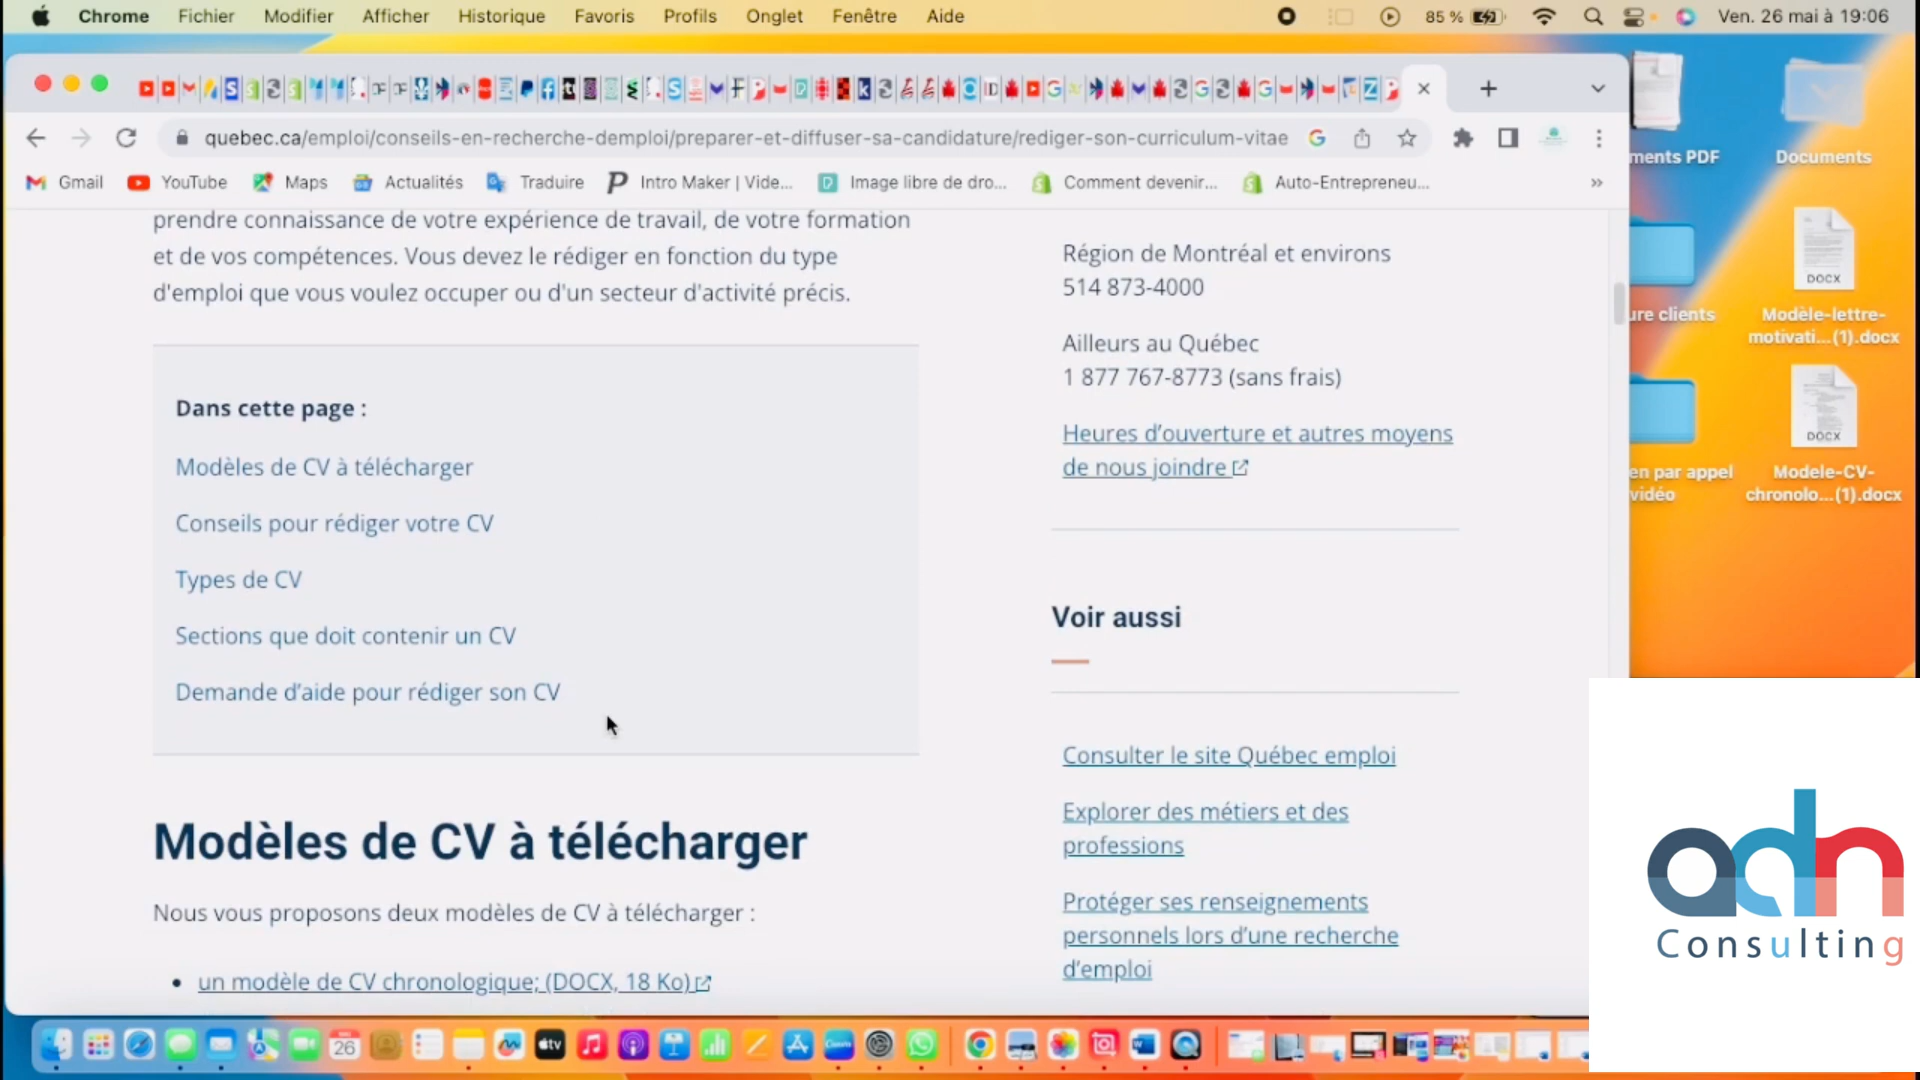 Chrome Fichier Modifier Afficher Historique Favoris Profils Onglet Fenêtre Aide 85 % Ven. 26 mai à 19:06
quebec.ca/emploi/conseils-en-recherche-demploi/preparer-et-diffuser-sa-candidature/rediger-son-curriculum-vitae
Gmail YouTube Maps Actualités Traduire Intro Maker | Vide... Image libre de dro... Comment devenir... Auto-Entrepreneu... »
prendre connaissance de votre expérience de travail, de votre formation
et de vos compétences. Vous devez le rédiger en fonction du type
d'emploi que vous voulez occuper ou d'un secteur d'activité précis.
Dans cette page :
Modèles de CV à télécharger
Conseils pour rédiger votre CV
Types de CV
Sections que doit contenir un CV
Demande d’aide pour rédiger son CV
Modèles de CV à télécharger
Nous vous proposons deux modèles de CV à télécharger :
• un modèle de CV chronologique; (DOCX, 18 Ko)
Région de Montréal et environs
514 873-4000
Ailleurs au Québec
1 877 767-8773 (sans frais)
Heures d’ouverture et autres moyens
de nous joindre
Voir aussi
Consulter le site Québec emploi
Explorer des métiers et des
professions
Protéger ses renseignements
personnels lors d’une recherche
d’emploi
ments PDF
Documents
ure clients
DOCX
Modèle-lettre-
motivati...(1).docx
en par appel
vidéo
DOCX
Modele-CV-
chronolo...(1).docx
adn
Consulting
26
tv